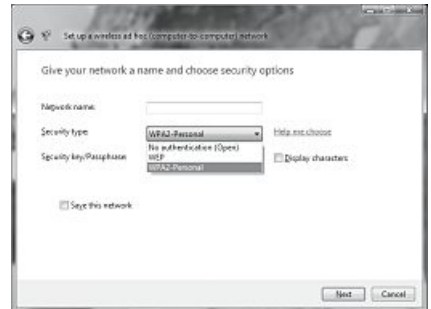 Set up a wireless ad hoc (computer-to-computer) network
Give your network a name and choose security options
Network name:
Security type
WPA2-Personal
Help me choose
No authentication (Open)
WEP
WPA2-Personal
Security key/Passphrase
Display characters
Save this network
Next
Cancel